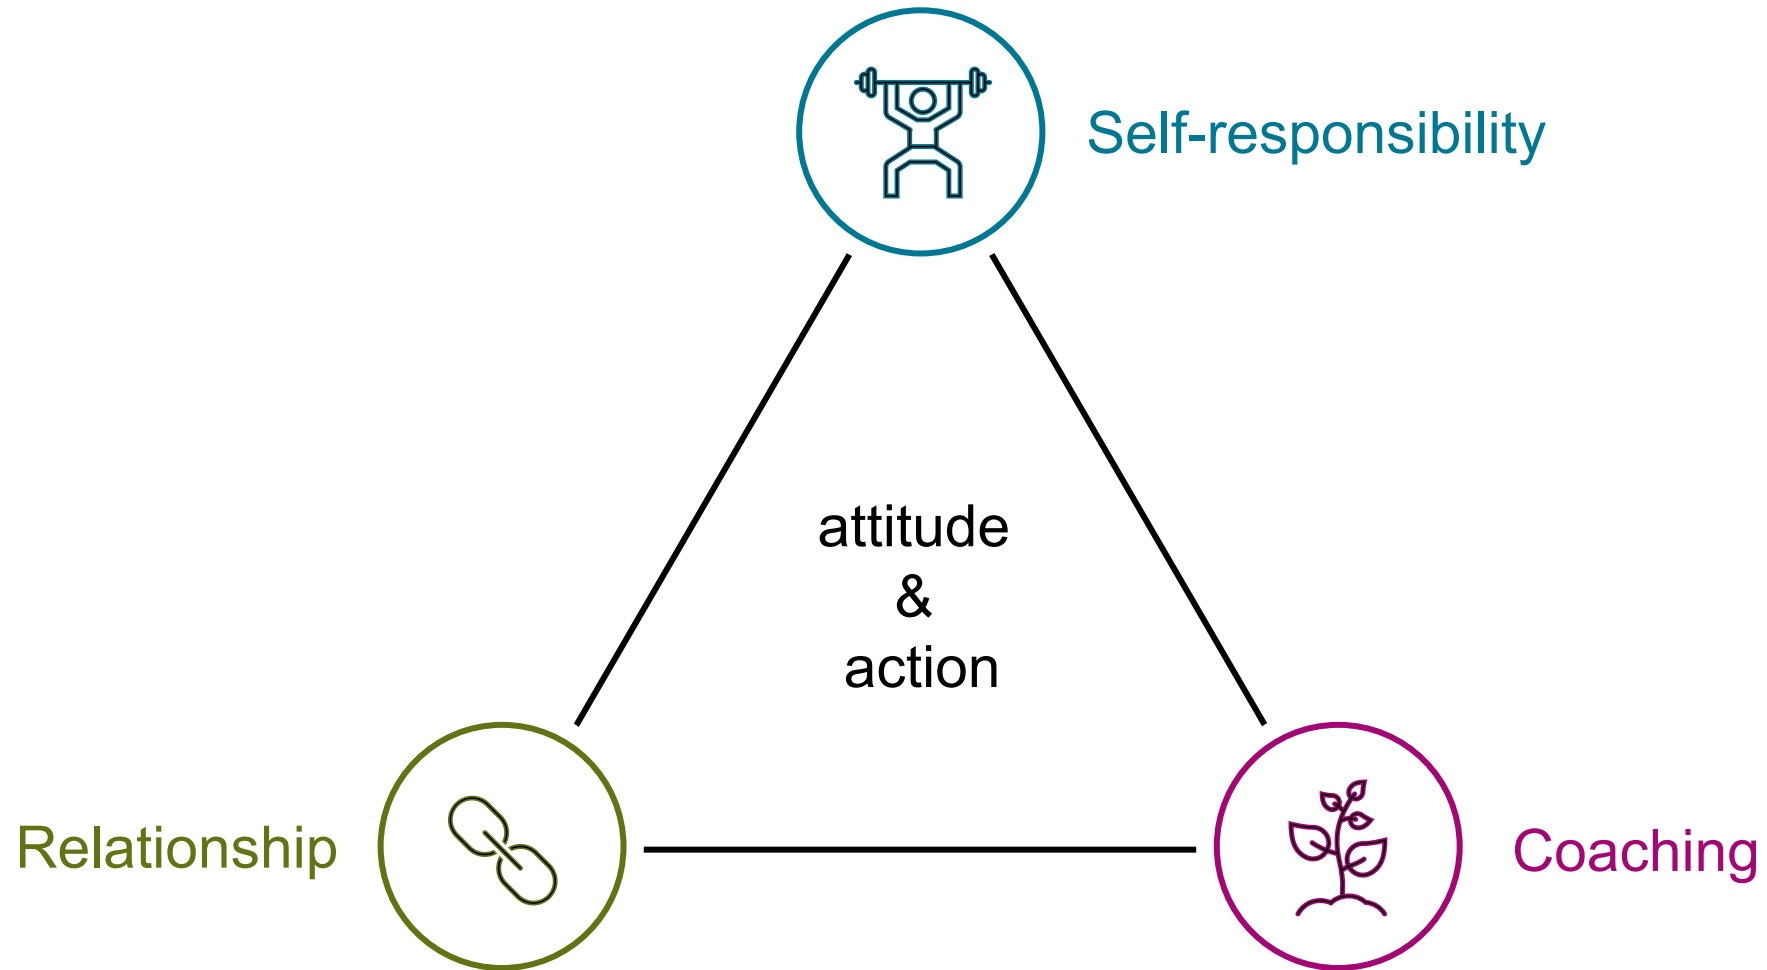 Self-responsibility
attitude
&
action
Relationship
Coaching